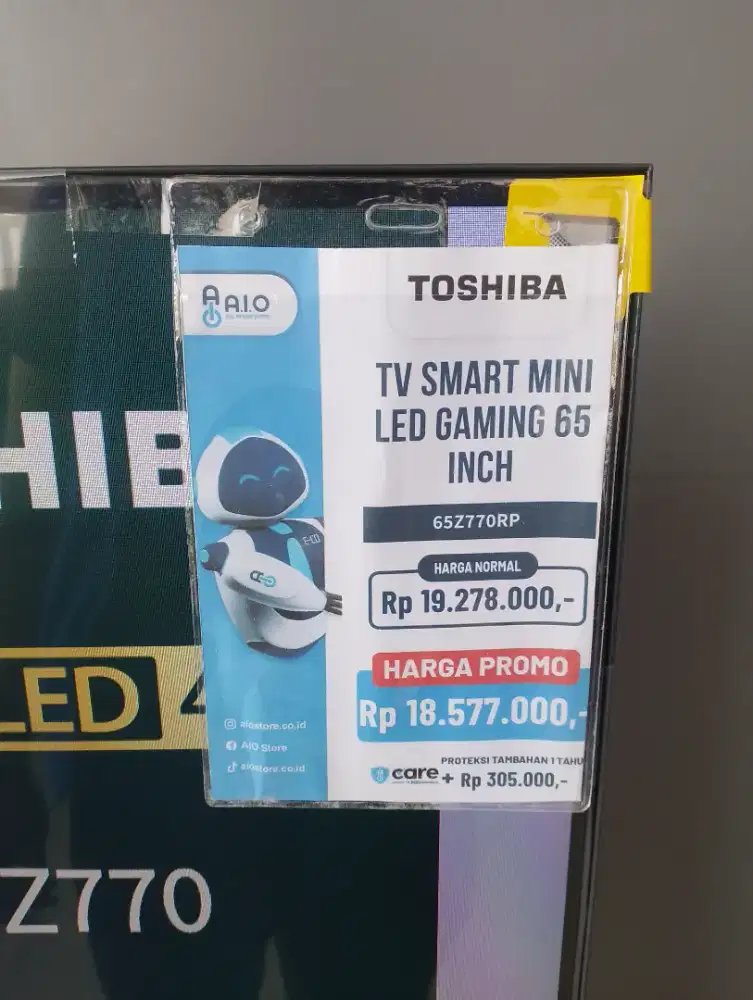 A.I.O
TOSHIBA
TV SMART MINI
LED GAMING 65
INCH
65Z770RP
HARGA NORMAL
Rp 19.278.000,-
HARGA PROMO
Rp 18.577.000,-
PROTEKSI TAMBAHAN 1 TAHU
care + Rp 305.000,-
aiostore.co.id
AIO Store
aiostore.co.id
E-CO
HIB
LED 4
Z770